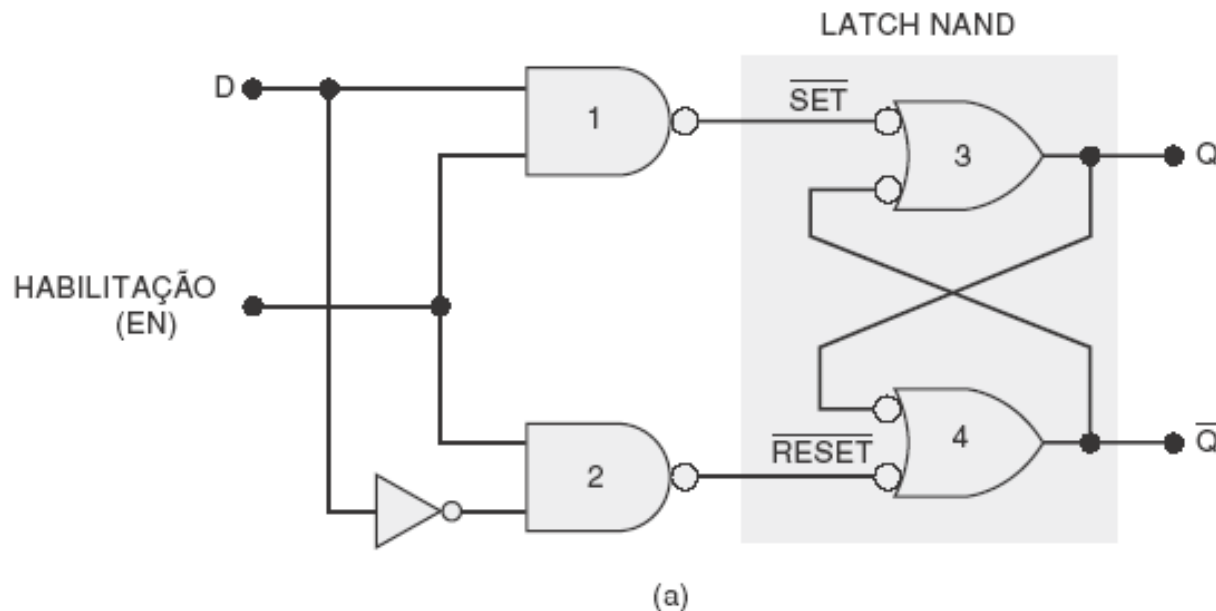 LATCH NAND
D
1
SET
3
Q
HABILITAÇÃO
(EN)
2
RESET
4
Q̅
(a)